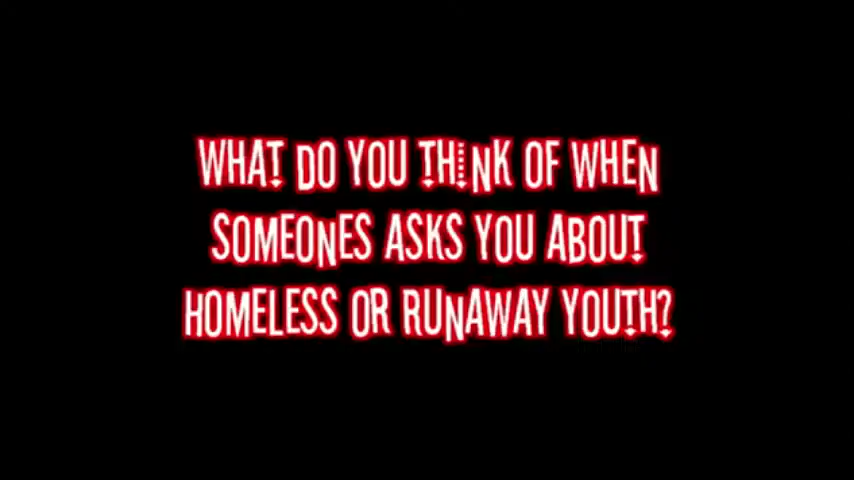 WHAT DO YOU THINK OF WHEN
SOMEONES ASKS YOU ABOUT
HOMELESS OR RUNAWAY YOUTH?